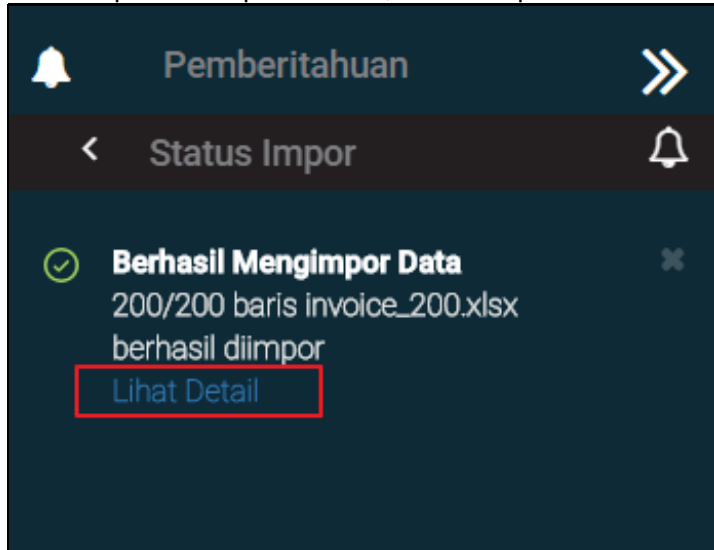 Pemberitahuan
Status Impor
Berhasil Mengimpor Data
200/200 baris invoice_200.xlsx
berhasil diimpor
Lihat Detail